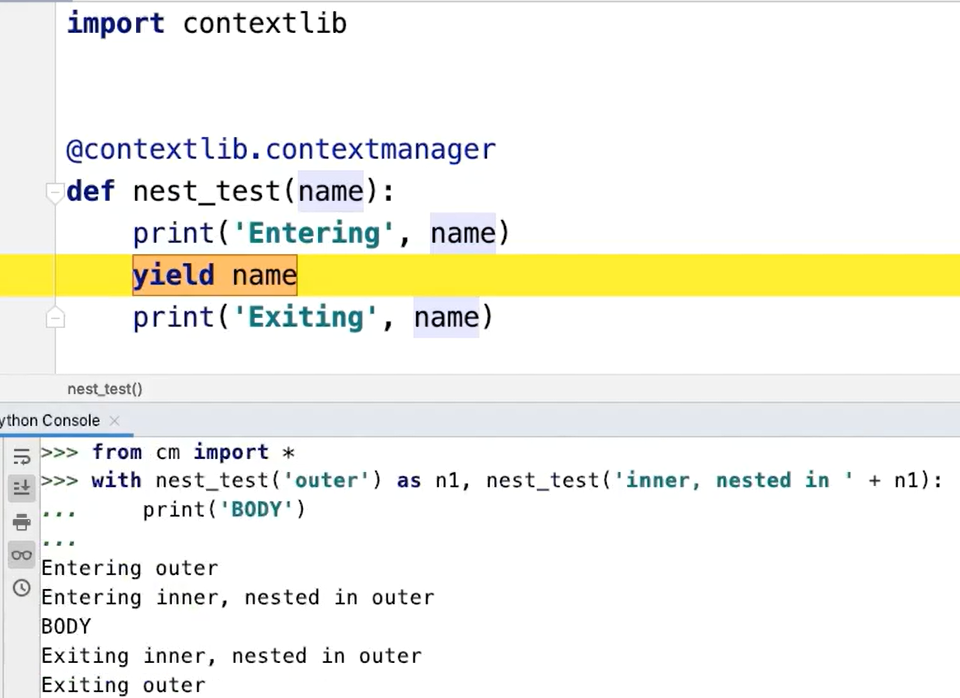 import contextlib
@contextlib.contextmanager
def nest_test(name):
    print('Entering', name)
    yield name
    print('Exiting', name)
nest_test()
ython Console ×
>>> from cm import *
>>> with nest_test('outer') as n1, nest_test('inner, nested in ' + n1):
...     print('BODY')
...
Entering outer
Entering inner, nested in outer
BODY
Exiting inner, nested in outer
Exiting outer